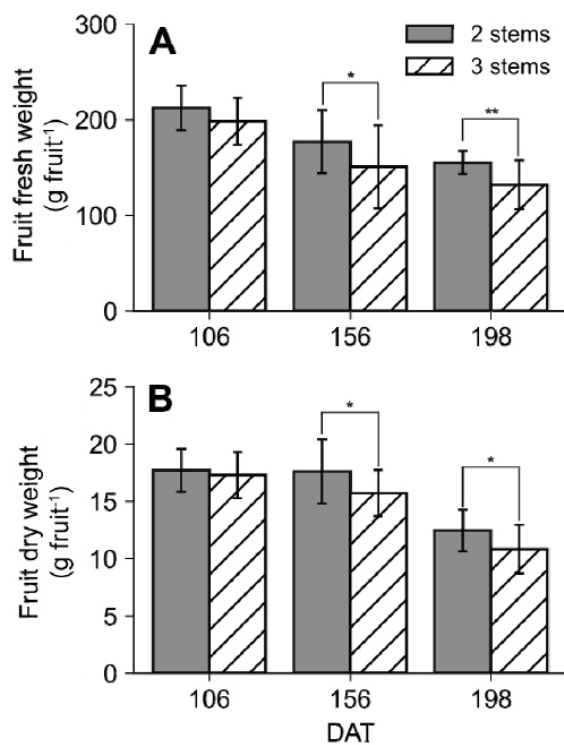 A
2 stems
3 stems
Fruit fresh weight
(g fruit⁻¹)
300
200
100
0
*
**
106 156 198
B
Fruit dry weight
(g fruit⁻¹)
25
20
15
10
5
0
*
*
106 156 198
DAT